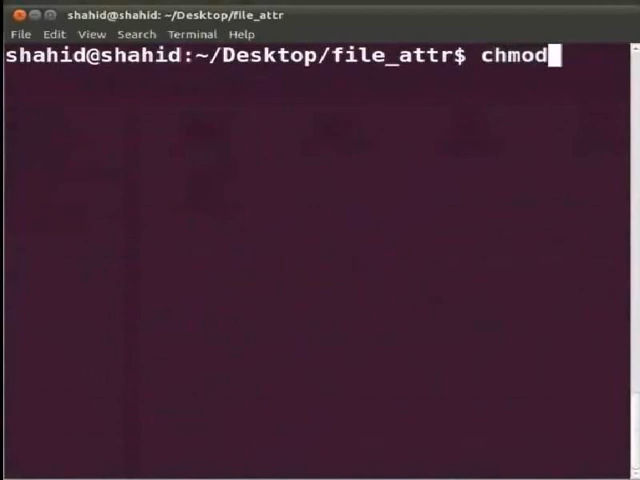 shahid@shahid: ~/Desktop/file_attr
File Edit View Search Terminal Help
shahid@shahid:~/Desktop/file_attr$ chmod